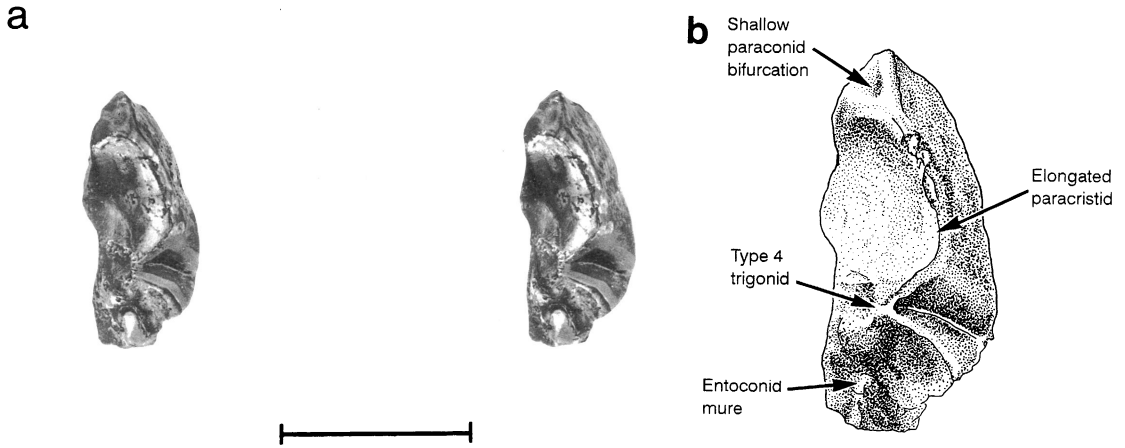 a
b
Shallow
paraconid
bifurcation
Elongated
paracristid
Type 4
trigonid
Entoconid
mure